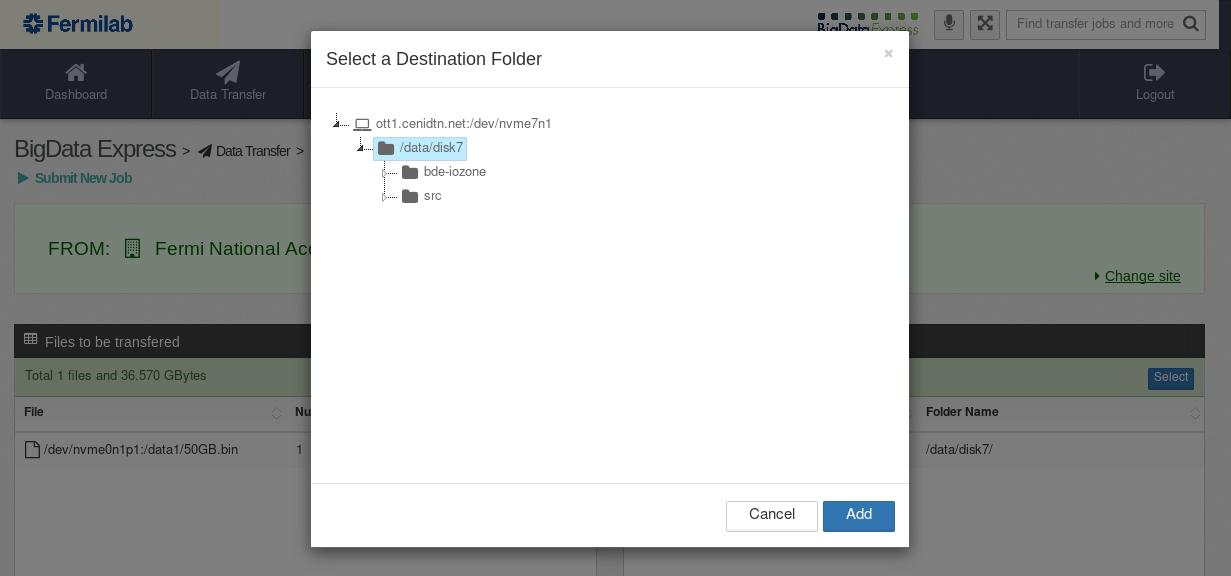 Fermilab
BigData Express
Find transfer jobs and more
Dashboard
Data Transfer
Logout
BigData Express > Data Transfer >
Submit New Job
FROM: Fermi National Acc
Change site
Files to be transfered
Total 1 files and 36.570 GBytes
Select
File
Nu
Folder Name
/dev/nvme0n1p1:/data1/50GB.bin
1
/data/disk7/
Select a Destination Folder
×
ott1.cenidtn.net:/dev/nvme7n1
/data/disk7
bde-iozone
src
Cancel
Add